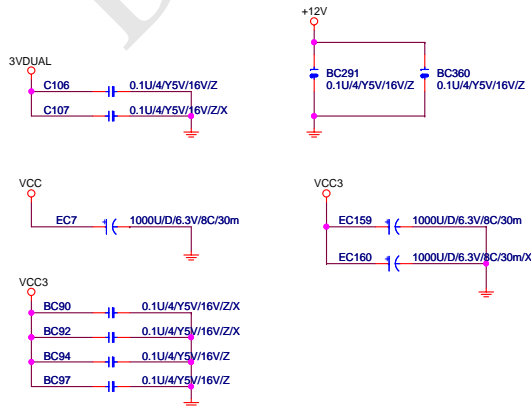 +12V
3VDUAL
C106 0.1U/4/Y5V/16V/Z
C107 0.1U/4/Y5V/16V/Z/X
BC291
0.1U/4/Y5V/16V/Z
BC360
0.1U/4/Y5V/16V/Z
VCC
EC7 1000U/D/6.3V/8C/30m
VCC3
EC159 1000U/D/6.3V/8C/30m
EC160 1000U/D/6.3V/8C/30m/X
VCC3
BC90 0.1U/4/Y5V/16V/Z/X
BC92 0.1U/4/Y5V/16V/Z/X
BC94 0.1U/4/Y5V/16V/Z
BC97 0.1U/4/Y5V/16V/Z